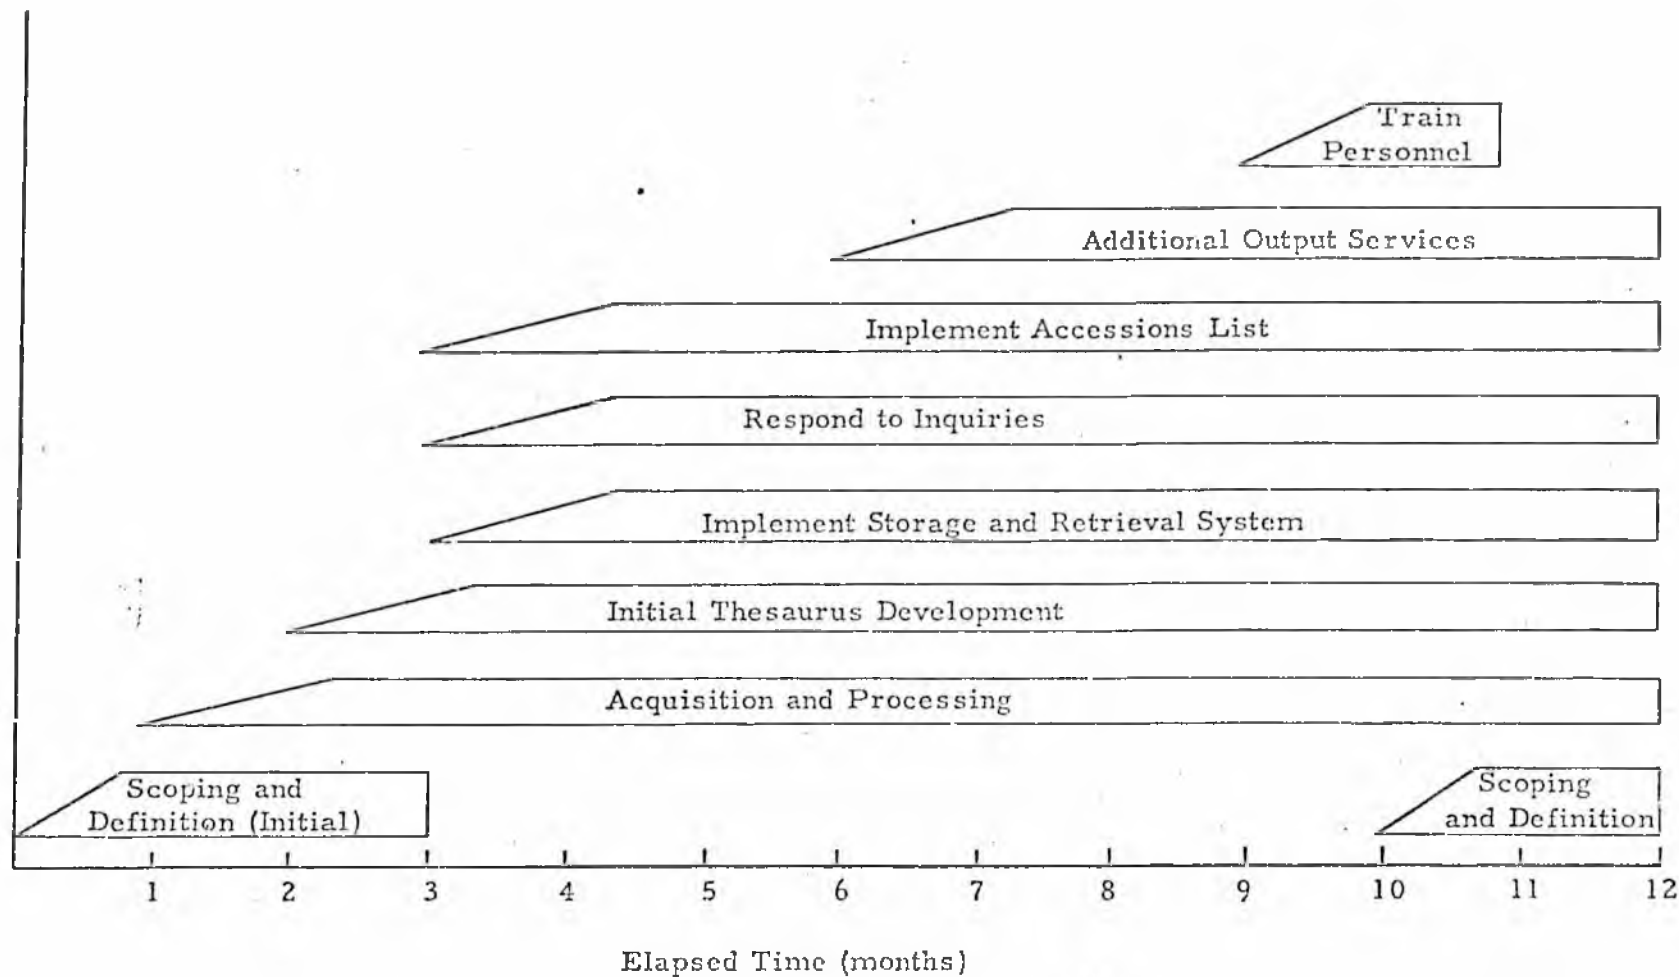 Train
Personnel
Additional Output Services
Implement Accessions List
Respond to Inquiries
Implement Storage and Retrieval System
Initial Thesaurus Development
Acquisition and Processing
Scoping and
Definition (Initial)
Scoping
and Definition
1 2 3 4 5 6 7 8 9 10 11 12
Elapsed Time (months)